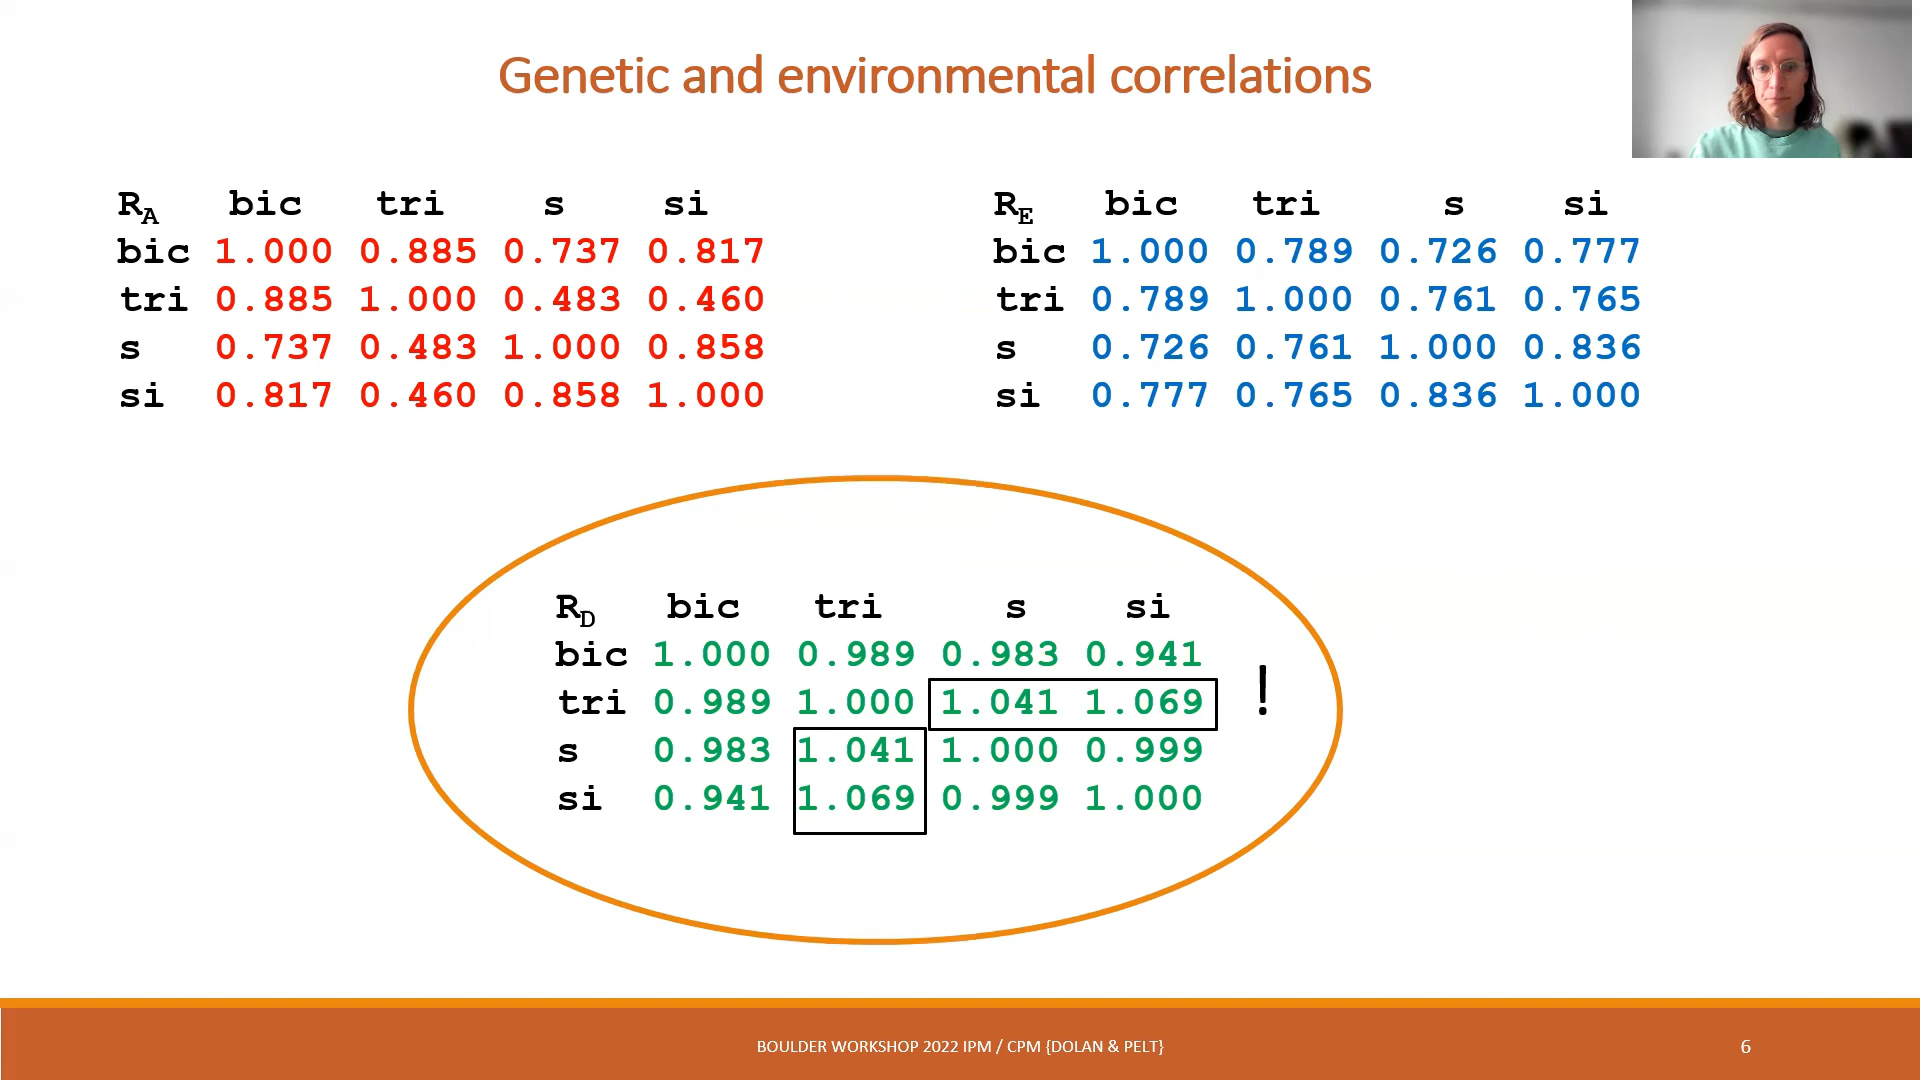 Genetic and environmental correlations
R_A bic tri s si
bic 1.000 0.885 0.737 0.817
tri 0.885 1.000 0.483 0.460
s 0.737 0.483 1.000 0.858
si 0.817 0.460 0.858 1.000
R_E bic tri s si
bic 1.000 0.789 0.726 0.777
tri 0.789 1.000 0.761 0.765
s 0.726 0.761 1.000 0.836
si 0.777 0.765 0.836 1.000
R_D bic tri s si
bic 1.000 0.989 0.983 0.941
tri 0.989 1.000 1.041 1.069 !
s 0.983 1.041 1.000 0.999
si 0.941 1.069 0.999 1.000
BOULDER WORKSHOP 2022 IPM / CPM {DOLAN & PELT}
6